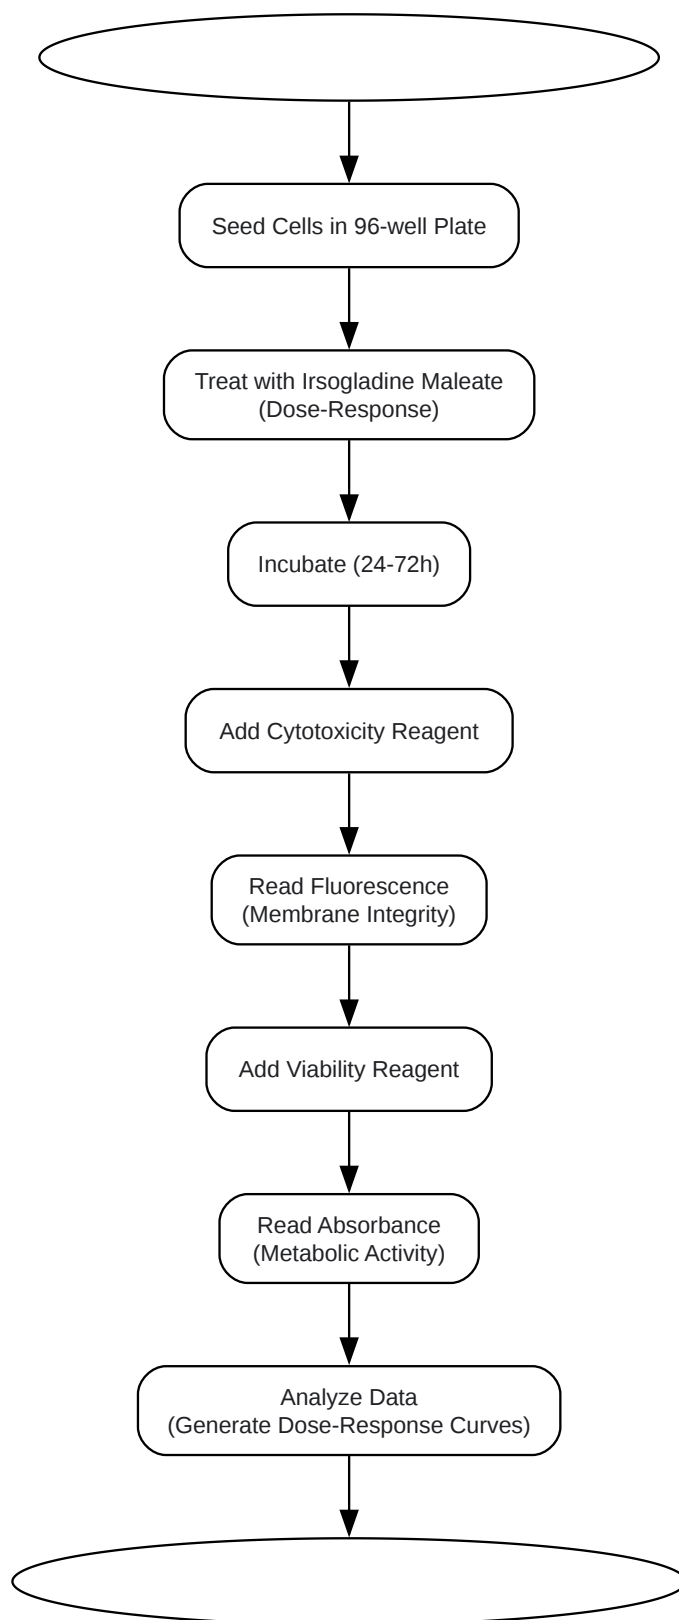 Seed Cells in 96-well Plate
Treat with Irsogladine Maleate
(Dose-Response)
Incubate (24-72h)
Add Cytotoxicity Reagent
Read Fluorescence
(Membrane Integrity)
Add Viability Reagent
Read Absorbance
(Metabolic Activity)
Analyze Data
(Generate Dose-Response Curves)